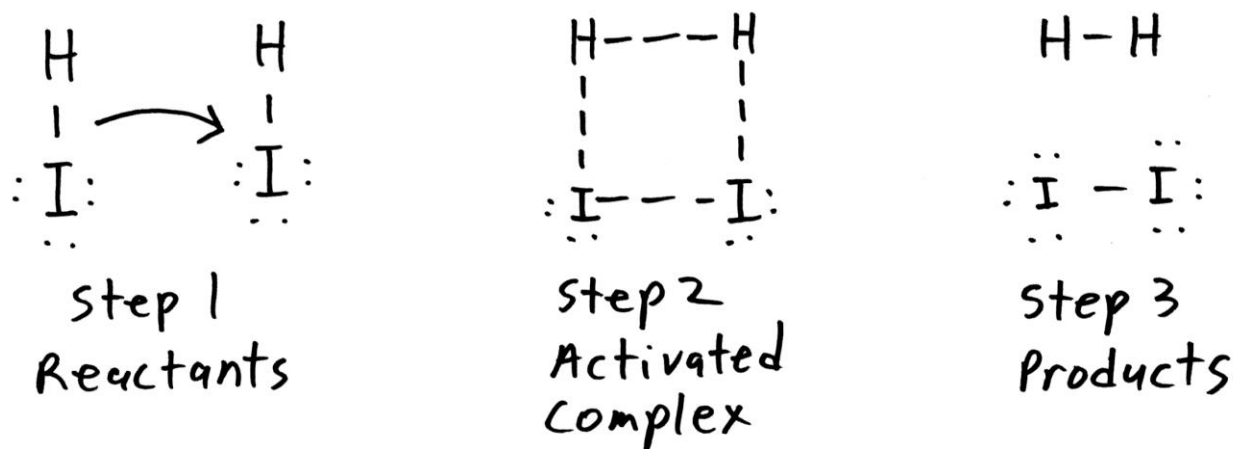 H H H---H H-H
:I: :I: :I---I: :I-I:
Step 1
Reactants
Step 2
Activated
Complex
Step 3
Products